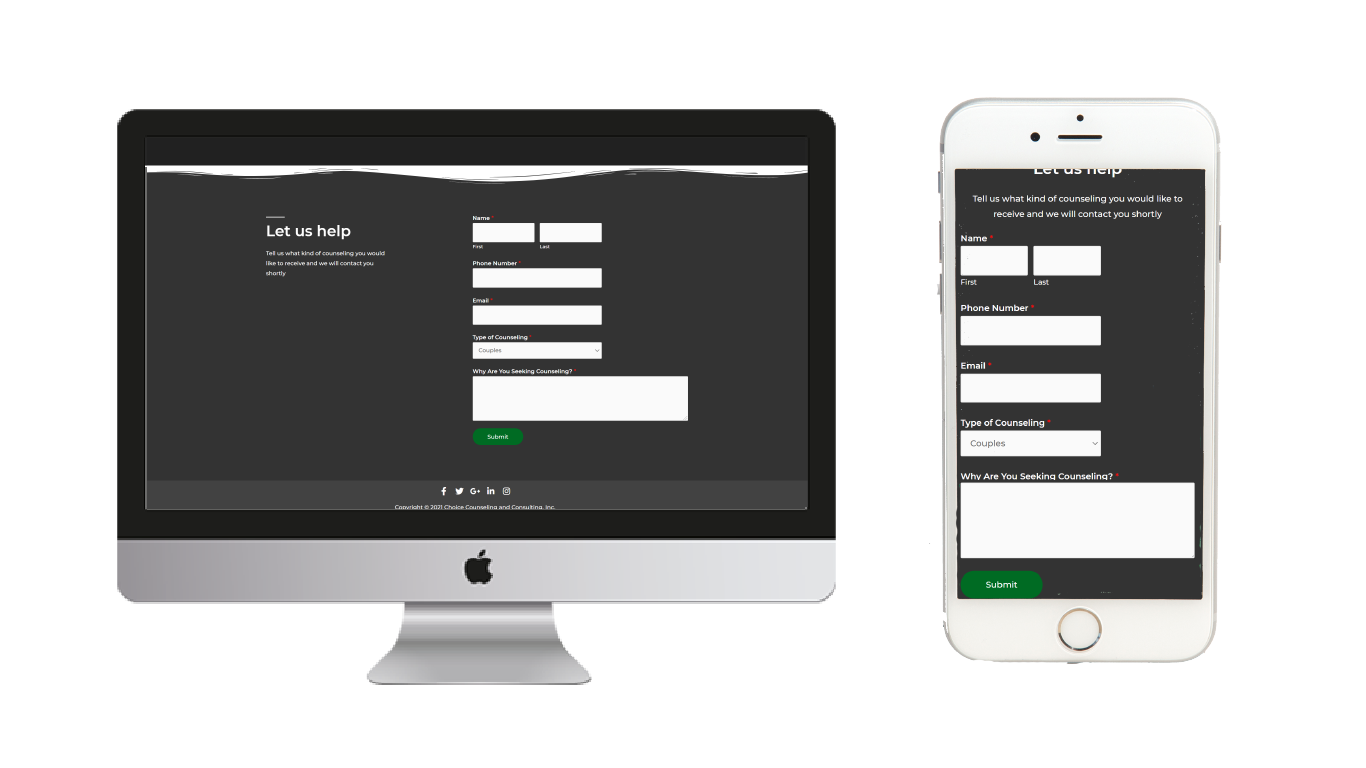 Let us help
Tell us what kind of counseling you would
like to receive and we will contact you
shortly
Name *
First Last
Phone Number *
Email *
Type of Counseling *
Couples
Why Are You Seeking Counseling? *
Submit
Copyright © 2021 Choice Counseling and Consulting, Inc.
Let us help
Tell us what kind of counseling you would like to
receive and we will contact you shortly
Name *
First Last
Phone Number *
Email *
Type of Counseling *
Couples
Why Are You Seeking Counseling? *
Submit